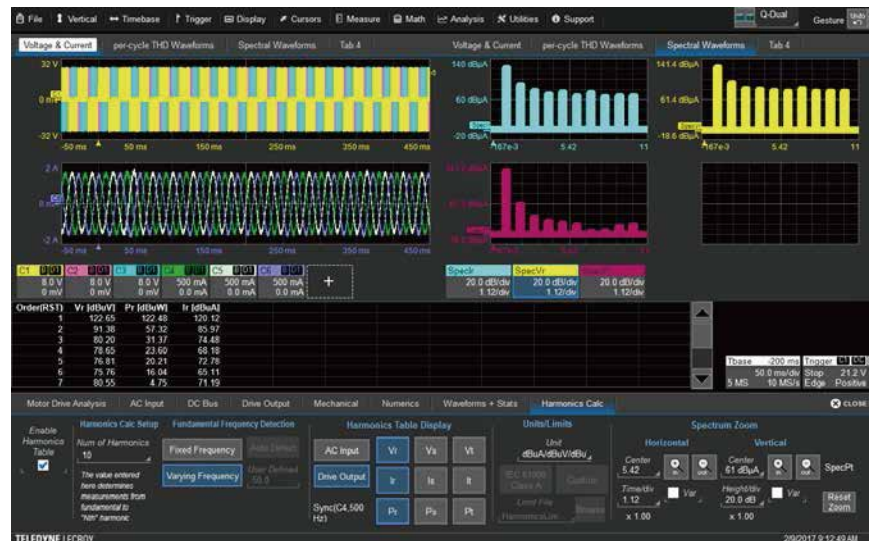 File Vertical Timebase Trigger Display Cursors Measure Math Analysis Utilities Support Q-Dual Gesture Undo
Voltage & Current per-cycle THD Waveforms Spectral Waveforms Tab 4 Voltage & Current per-cycle THD Waveforms Spectral Waveforms Tab 4
32 V 140 dBµA 141.4 dBµA
0 mV 60 dBµA 61.4 dBµA
-32 V -20 dBµA -18.6 dBµA
-50 ms 50 ms 150 ms 250 ms 350 ms 450 ms 167e-3 5.42 11 167e-3 5.42 11
2 A
-2 A
-50 ms 50 ms 150 ms 250 ms 350 ms 450 ms
C1 C2 C3 C4 C5 C6 SpecIr SpecVr
8.0 V 8.0 V 8.0 V 500 mA 500 mA 500 mA + 20.0 dB/div 20.0 dB/div 20.0 dB/div
0 mV 0 mV 0 mV 0.0 mA 0.0 mA 0.0 mA 1.12/div 1.12/div 1.12/div
Order(RST) Vr [dBuV] Pr [dBuW] Ir [dBuA]
1 122.65 122.48 120.12
2 91.38 57.32 85.97
3 80.20 31.37 74.48
4 78.65 23.60 68.18
5 76.81 20.21 72.78
6 75.76 16.04 65.11
7 80.55 4.75 71.19
Tbase -200 ms Trigger C1 DC
50.0 ms/div Stop 21.2 V
5 MS 10 MS/s Edge Positive
Motor Drive Analysis AC Input DC Bus Drive Output Mechanical Numerics Waveforms + Stats Harmonics Calc CLOSE
Enable Harmonics Table
Harmonics Calc Setup
Num of Harmonics
10
The value entered
here determines
measurements from
fundamental to
"Nth" harmonic
Fundamental Frequency Detection
Fixed Frequency Auto Detect
Varying Frequency User Defined
50.0
Harmonics Table Display
AC Input Vr Vs Vt
Drive Output Ir Is It
Sync(C4,500 Hz) Pr Ps Pt
Units/Limits
Unit
dBuA/dBuV/dBu
IEC 61000
Class A Custom
Limit File
HarmonicsLim Browse
Spectrum Zoom
Horizontal Vertical
Center Center
5.42 In Out 61 dBµA In Out SpecPt
Time/div Height/div
1.12 Var 20.0 dB Var Reset Zoom
x 1.00 x 1.00
TELEDYNE LECROY 2/9/2017 9:12:49 AM